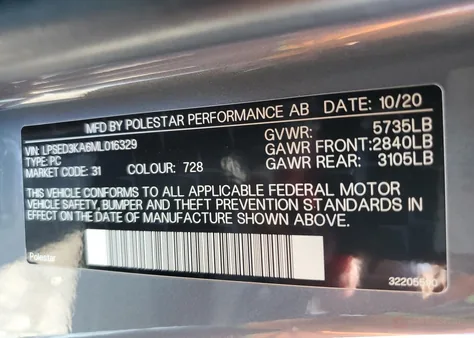 MFD BY POLESTAR PERFORMANCE AB DATE: 10/20
VIN: LPSED3KA6ML016329 GVWR: 5735LB
TYPE: PC GAWR FRONT: 2840LB
MARKET CODE: 31 COLOUR: 728 GAWR REAR: 3105LB
THIS VEHICLE CONFORMS TO ALL APPLICABLE FEDERAL MOTOR
VEHICLE SAFETY, BUMPER AND THEFT PREVENTION STANDARDS IN
EFFECT ON THE DATE OF MANUFACTURE SHOWN ABOVE.
Polestar